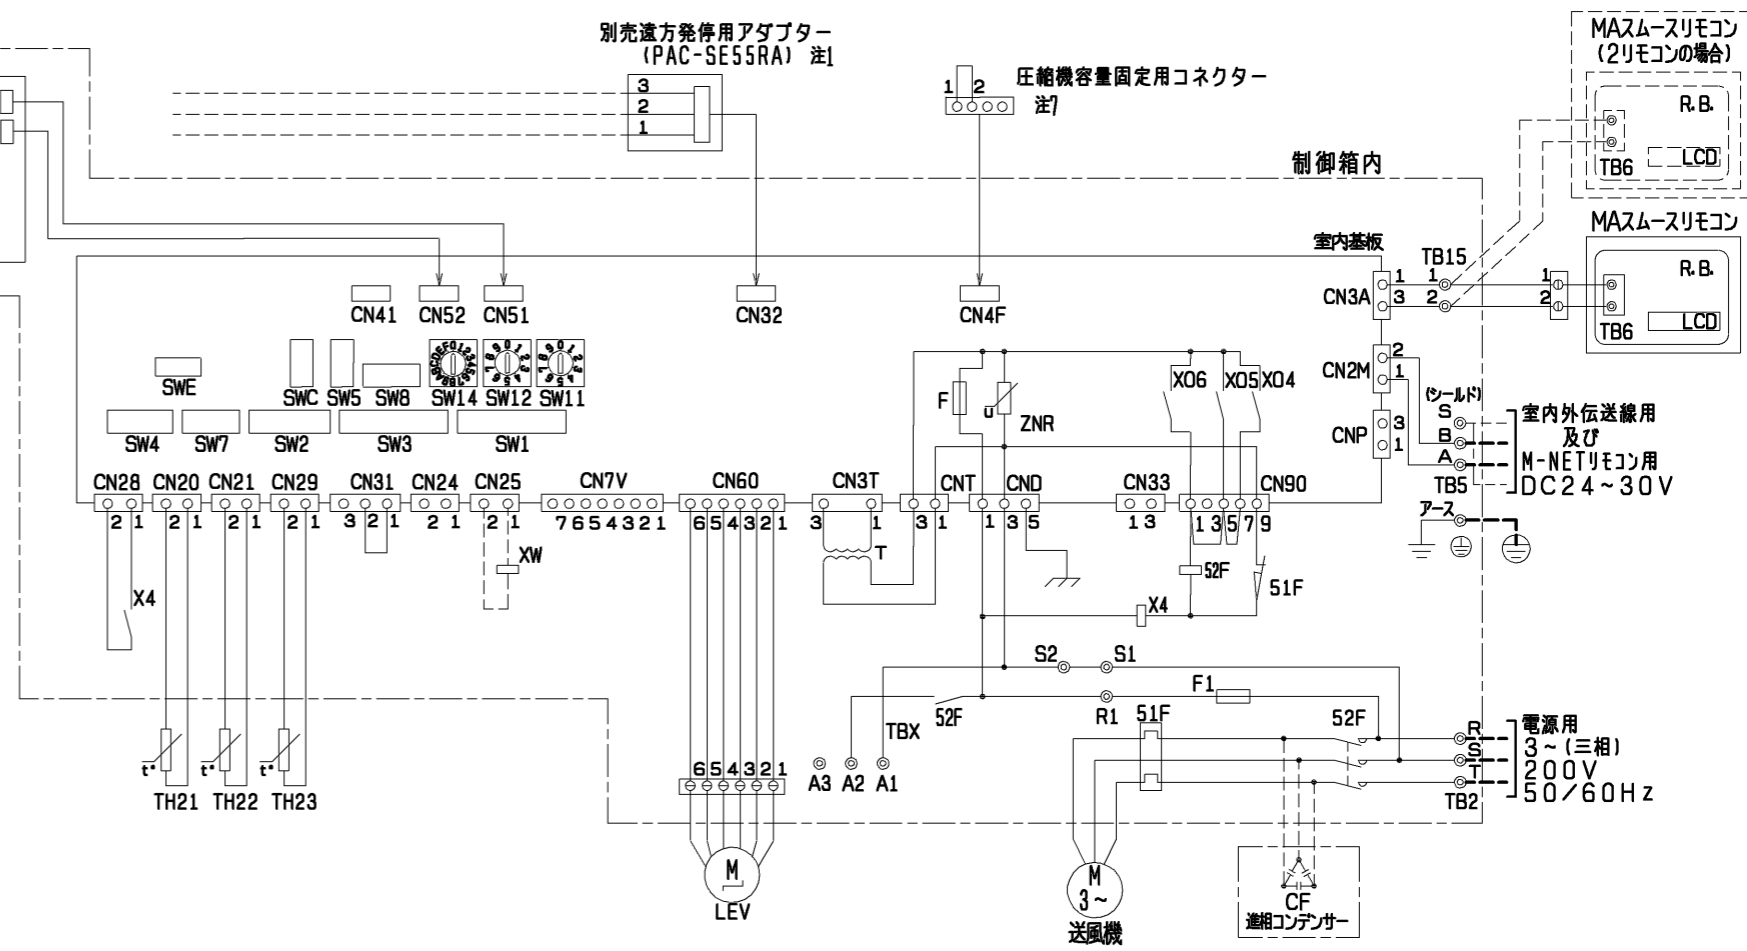 別売遠方発停用アダプター
(PAC-SE55RA) 注1
3
2
1
1 2
圧縮機容量固定用コネクター
注7
MAスムースリモコン
(2リモコンの場合)
R.B.
LCD
TB6
制御箱内
MAスムースリモコン
R.B.
LCD
TB6
室内基板
TB15
CN3A
1 1 1
3 2 2
CN41 CN52 CN51 CN32 CN4F
CN2M
2
1
CNP
3
1
SWE
SWC SW5 SW8 SW14 SW12 SW11
SW4 SW7 SW2 SW3 SW1
F
u
ZNR
X06 X05 X04
(シールド)
S
B
A
TB5
室内外伝送線用
及び
M-NETリモコン用
DC24~30V
アース
CN28 CN20 CN21 CN29 CN31 CN24 CN25 CN7V CN60 CN3T CNT CND CN33 CN90
2 1 2 1 2 1 2 1 3 2 1 2 1 2 1 7 6 5 4 3 2 1 6 5 4 3 2 1 3 1 3 1 1 3 5 1 3 1 3 5 7 9
XW
T
52F
51F
X4
X4
S2 S1
F1
52F
R1
51F
52F
TBX
A3 A2 A1
R
S
T
TB2
電源用
3~(三相)
200V
50/60Hz
t°
t°
t°
TH21 TH22 TH23
6 5 4 3 2 1
M
LEV
M
3~
送風機
CF
進相コンデンサー